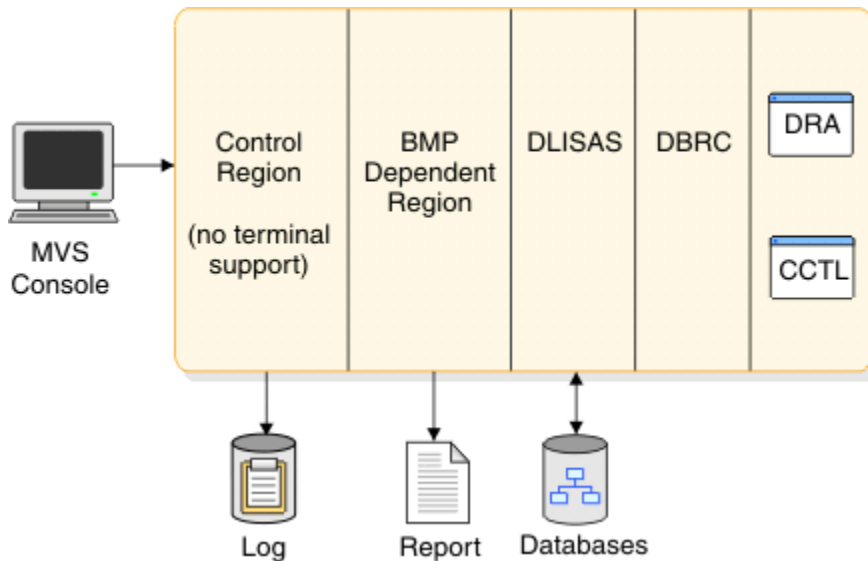 MVS
Console
Control
Region
(no terminal
support)
BMP
Dependent
Region
DLISAS
DBRC
DRA
CCTL
Log
Report
Databases